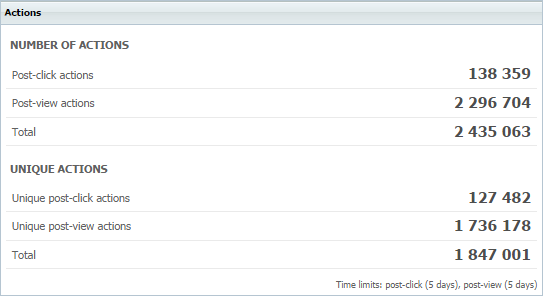 Actions
NUMBER OF ACTIONS
Post-click actions 138 359
Post-view actions 2 296 704
Total 2 435 063
UNIQUE ACTIONS
Unique post-click actions 127 482
Unique post-view actions 1 736 178
Total 1 847 001
Time limits: post-click (5 days), post-view (5 days)